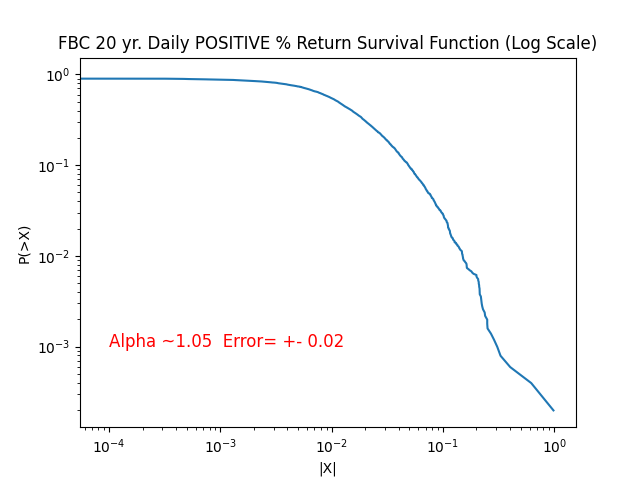 FBC 20 yr. Daily POSITIVE % Return Survival Function (Log Scale)
10^0
10^-1
10^-2
10^-3
P(>X)
Alpha ~1.05  Error= +- 0.02
10^-4 10^-3 10^-2 10^-1 10^0
|X|